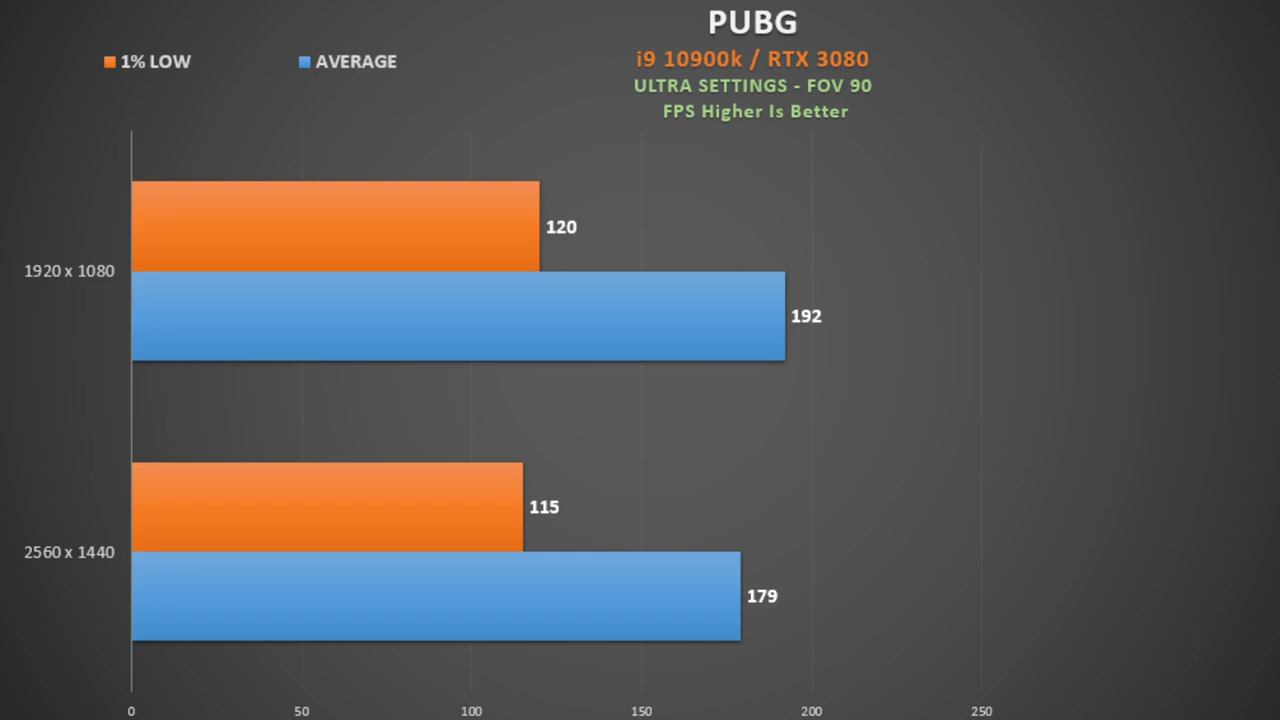 PUBG
i9 10900k / RTX 3080
ULTRA SETTINGS - FOV 90
FPS Higher Is Better
1% LOW AVERAGE
120
1920 x 1080
192
115
2560 x 1440
179
0 50 100 150 200 250